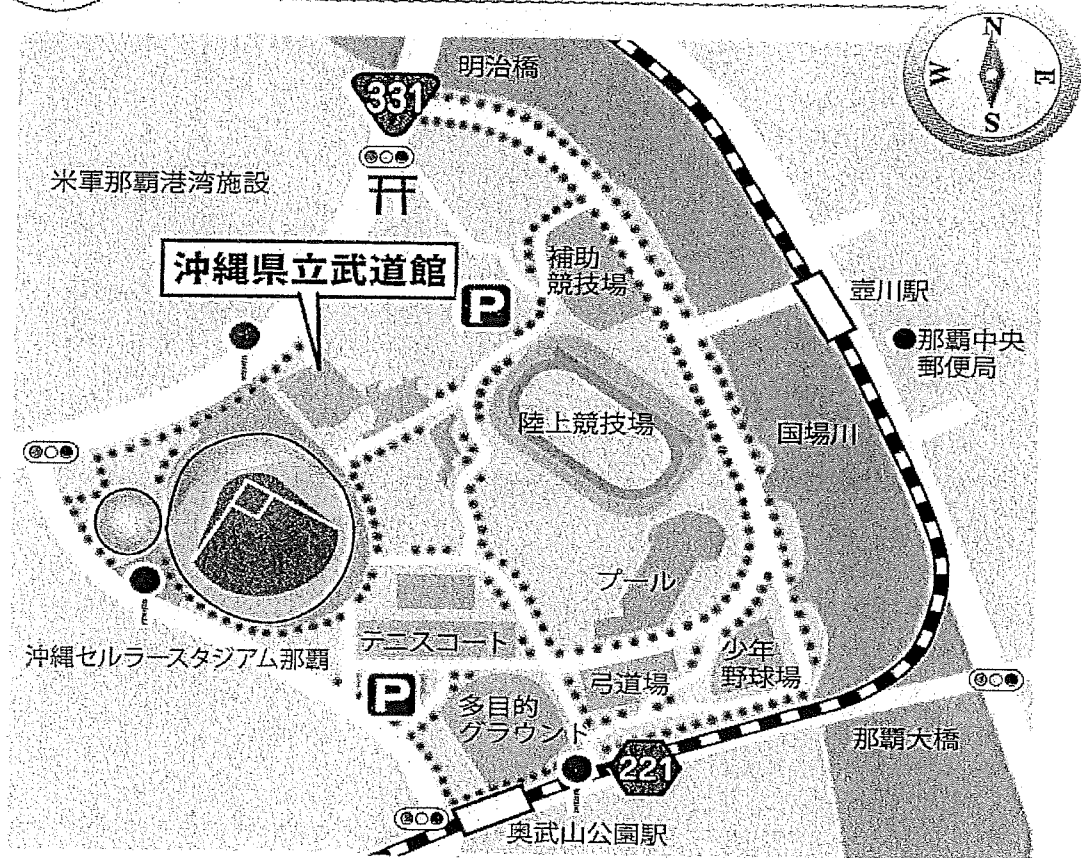 N
W
E
S
明治橋
331
米軍那覇港湾施設
沖縄県立武道館
補助
競技場
P
壺川駅
那覇中央
郵便局
陸上競技場
国場川
プール
テニスコート
沖縄セルラースタジアム那覇
少年
野球場
弓道場
P
多目的
グラウンド
那覇大橋
221
奥武山公園駅